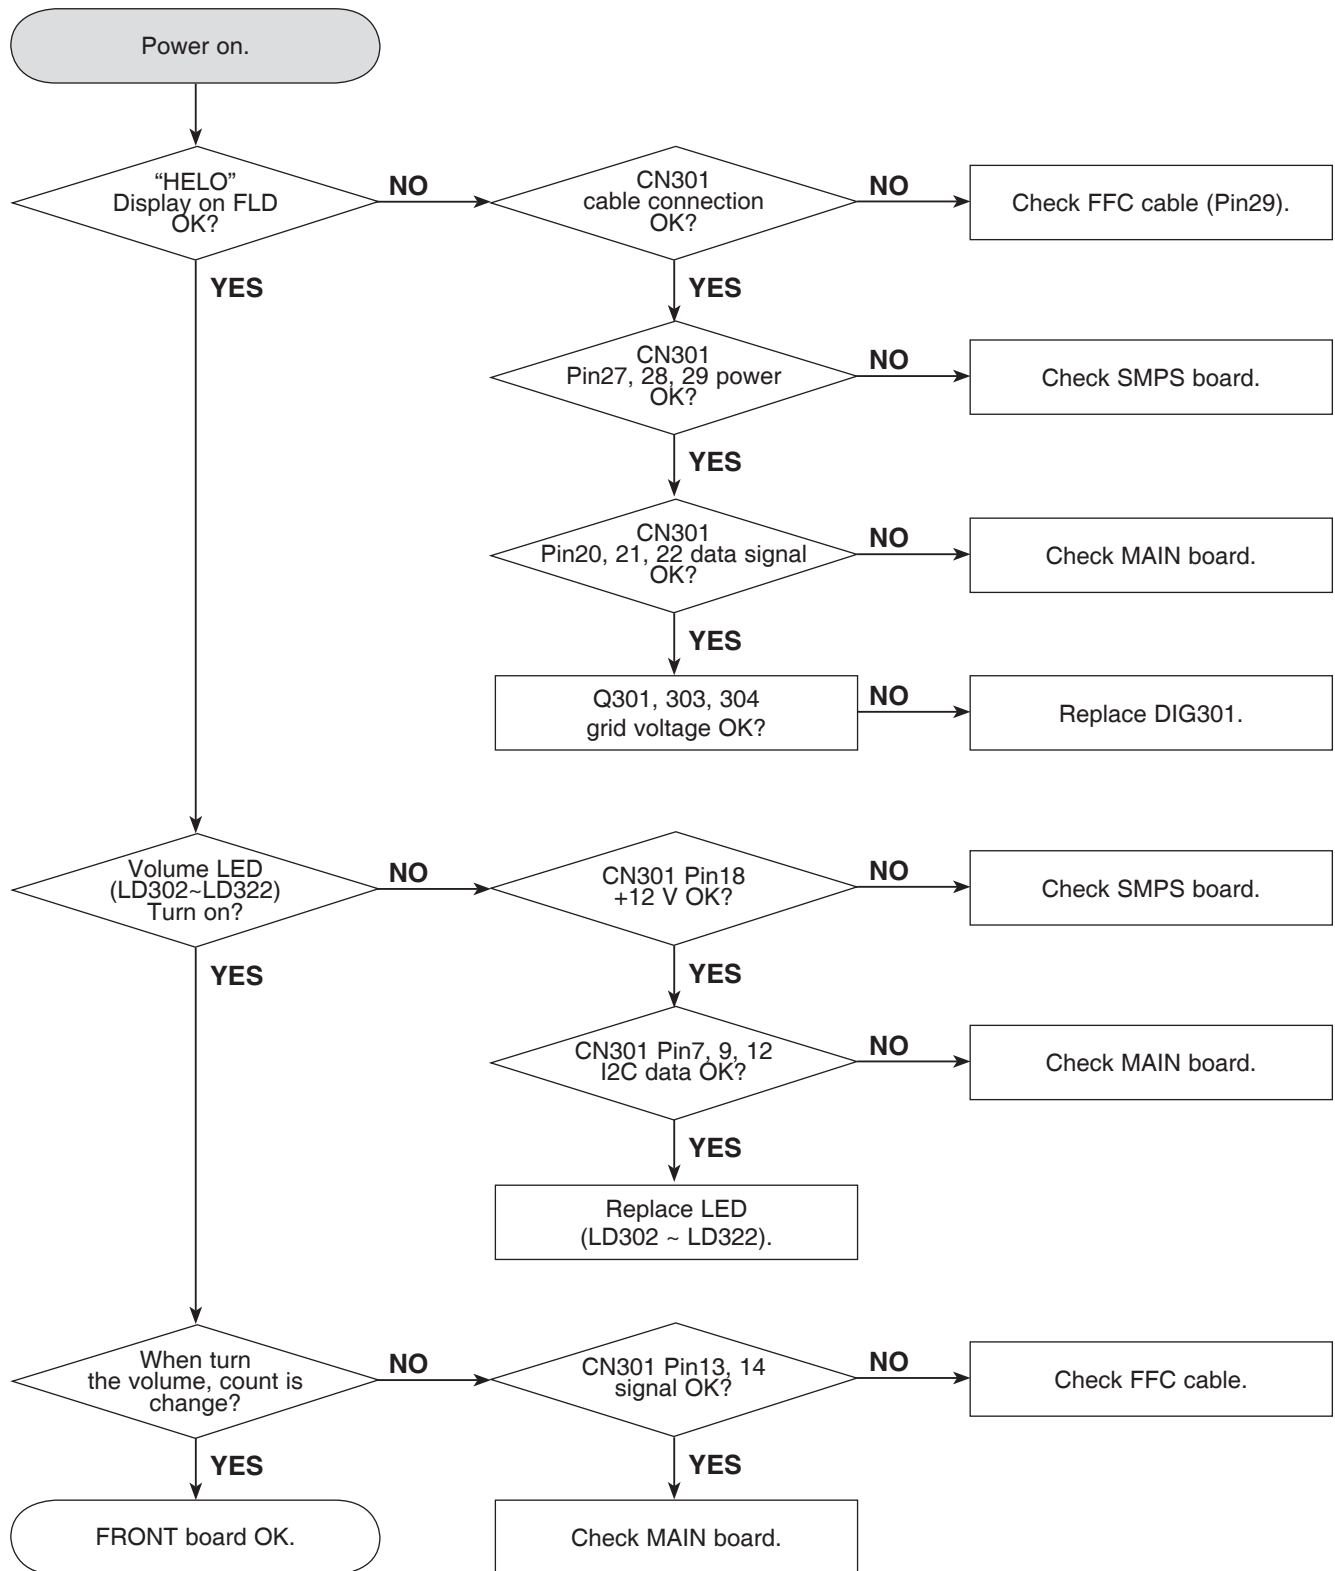 Power on.
“HELO”
Display on FLD
OK?
NO
CN301
cable connection
OK?
NO
Check FFC cable (Pin29).
YES
YES
CN301
Pin27, 28, 29 power
OK?
NO
Check SMPS board.
YES
CN301
Pin20, 21, 22 data signal
OK?
NO
Check MAIN board.
YES
Q301, 303, 304
grid voltage OK?
NO
Replace DIG301.
Volume LED
(LD302~LD322)
Turn on?
NO
CN301 Pin18
+12 V OK?
NO
Check SMPS board.
YES
YES
CN301 Pin7, 9, 12
I2C data OK?
NO
Check MAIN board.
YES
Replace LED
(LD302 ~ LD322).
When turn
the volume, count is
change?
NO
CN301 Pin13, 14
signal OK?
NO
Check FFC cable.
YES
YES
FRONT board OK.
Check MAIN board.